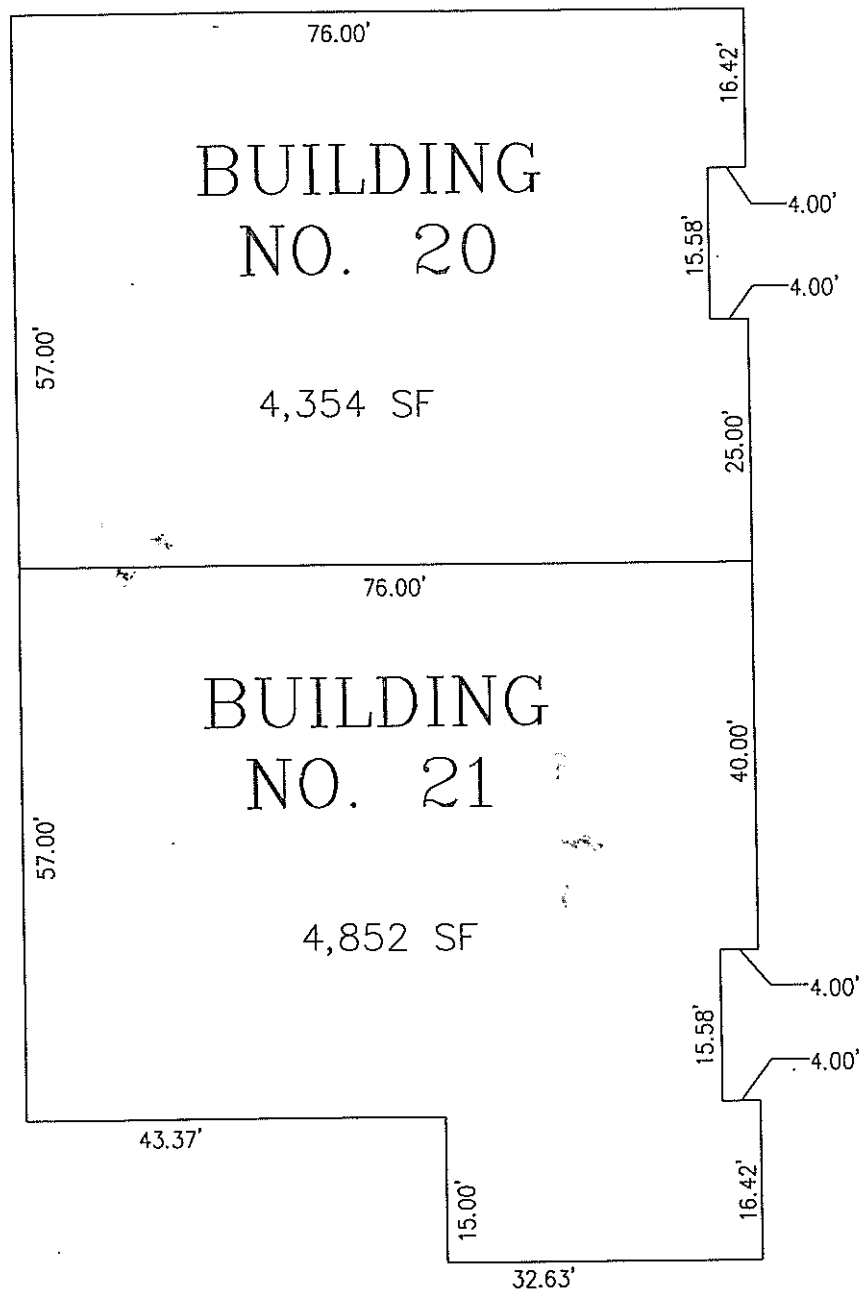 76.00'
16.42'
BUILDING
NO. 20
4.00'
15.58'
4.00'
57.00'
4,354 SF
25.00'
76.00'
BUILDING
NO. 21
40.00'
57.00'
4,852 SF
4.00'
15.58'
4.00'
43.37'
15.00'
16.42'
32.63'